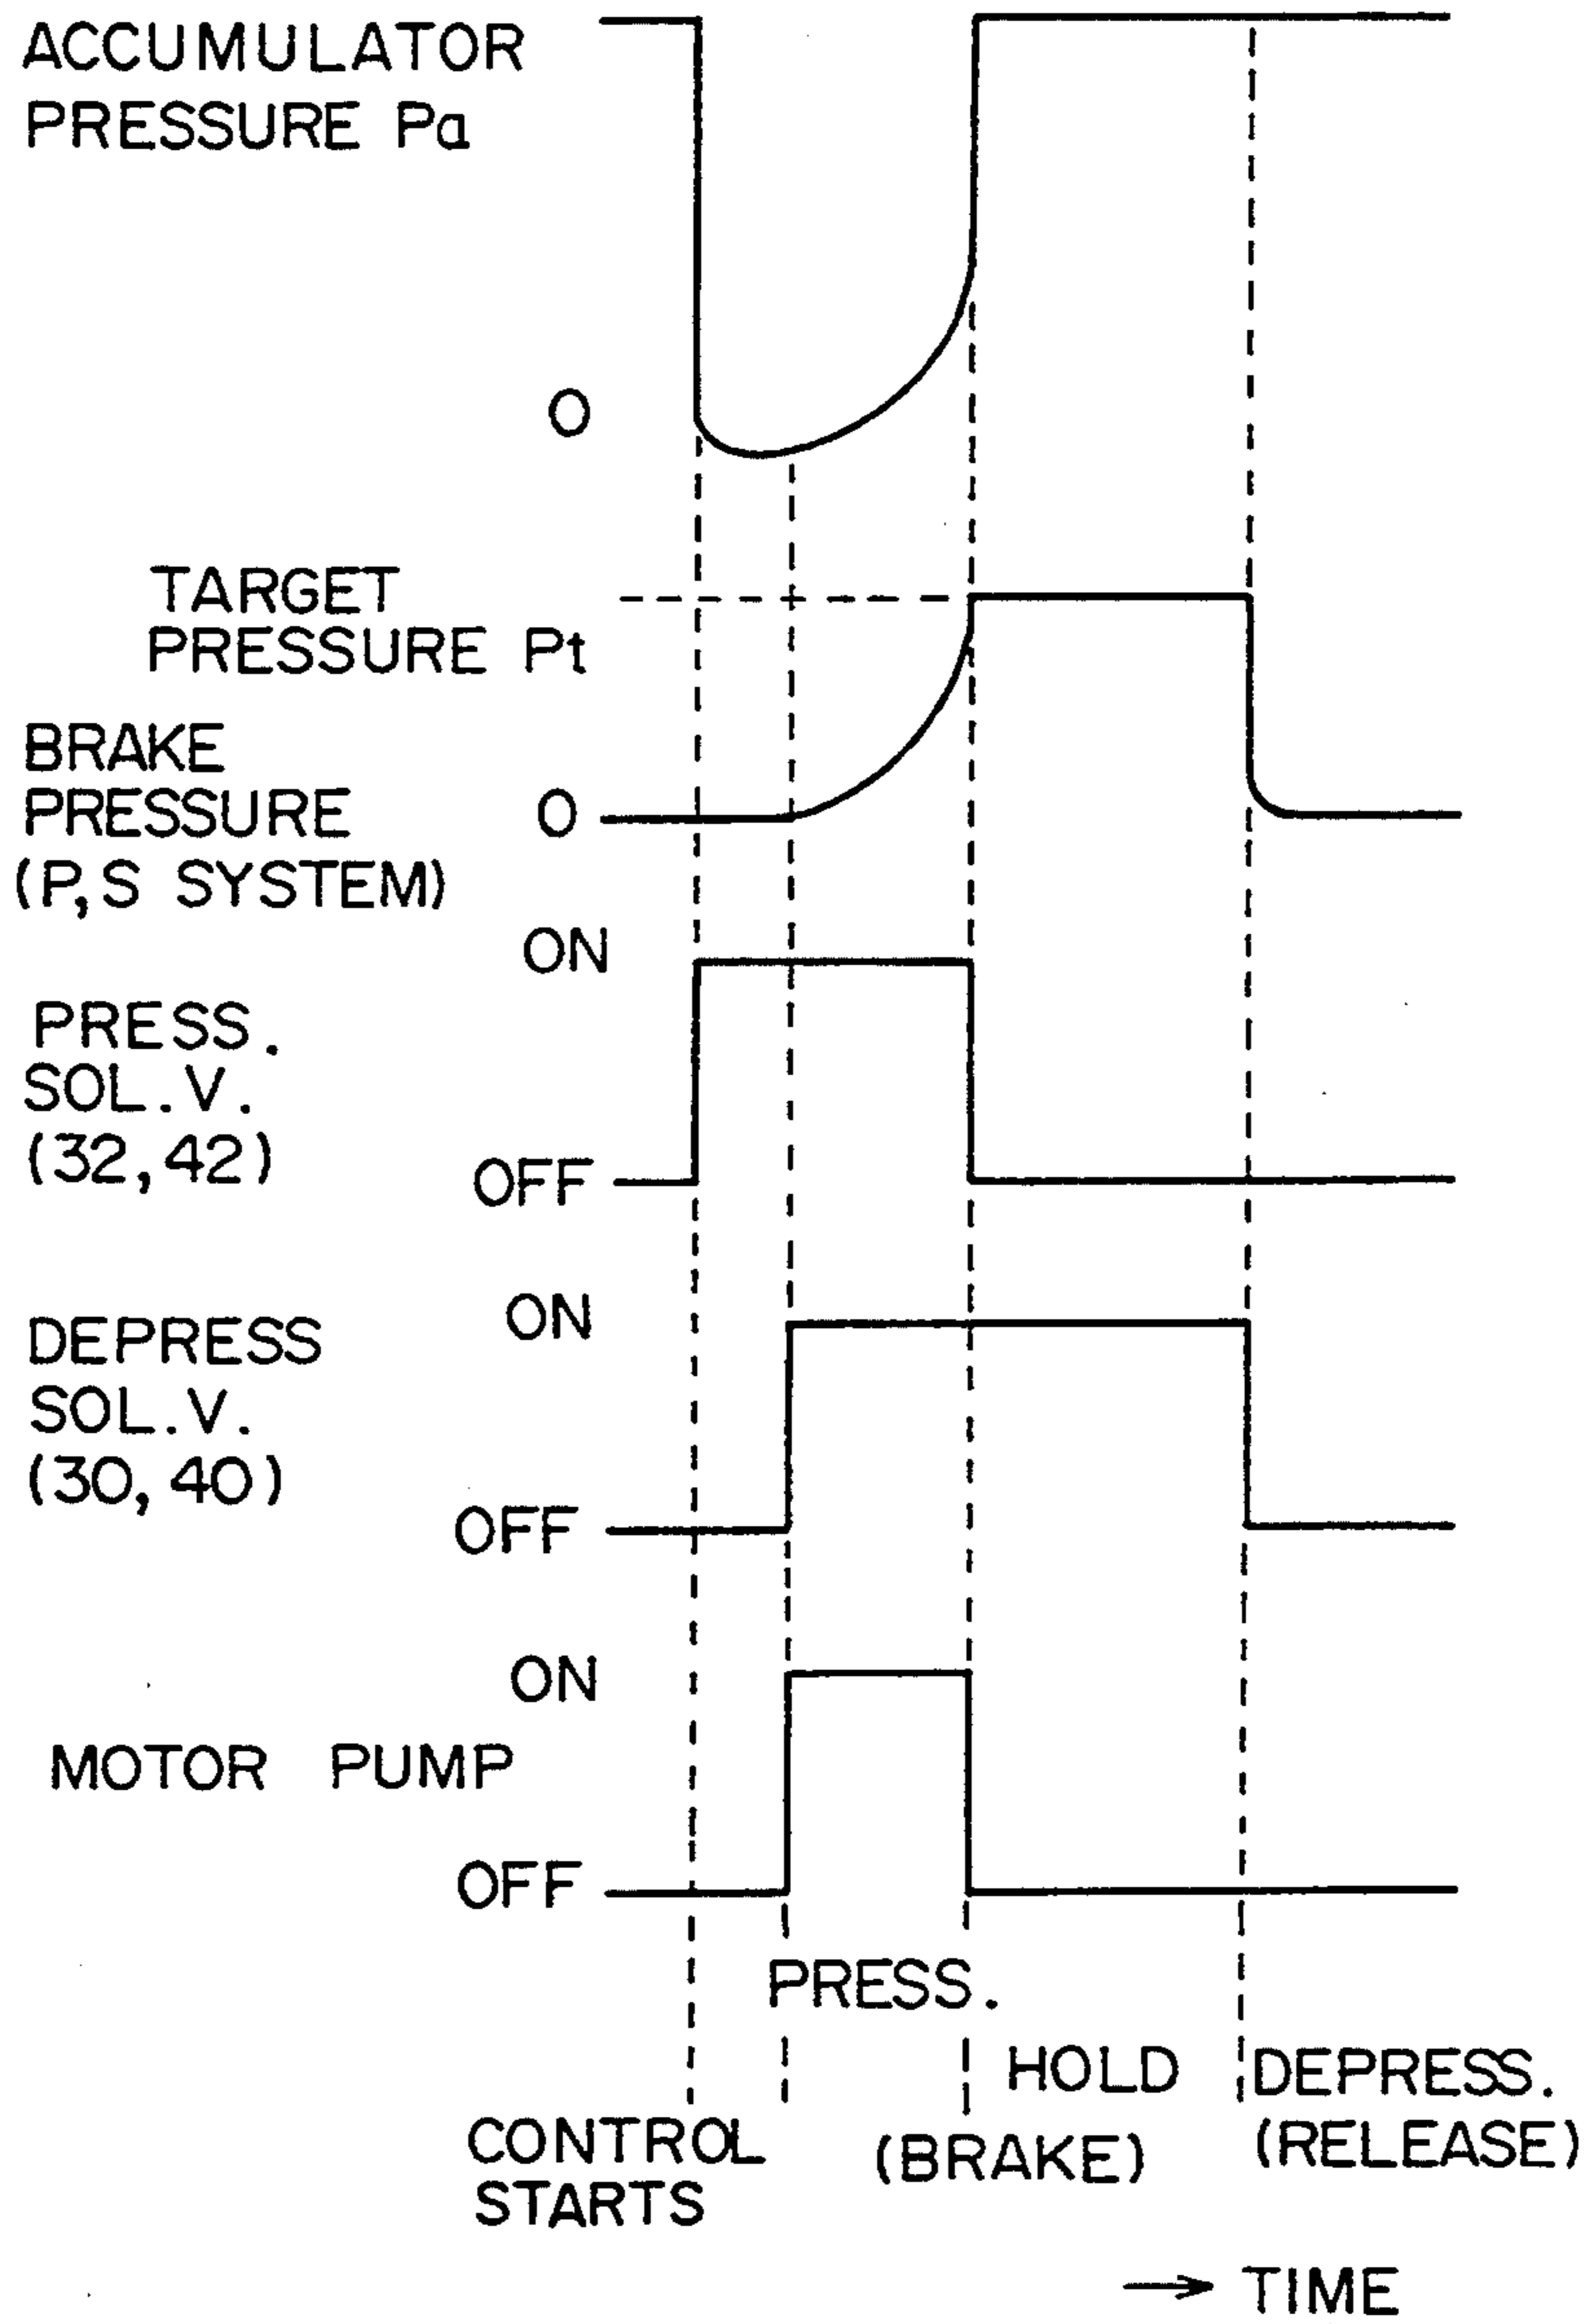 ACCUMULATOR
PRESSURE Pa
O
TARGET
PRESSURE Pt
BRAKE
PRESSURE
(P,S SYSTEM)
O
ON
PRESS.
SOL.V.
(32,42)
OFF
ON
DEPRESS
SOL.V.
(30,40)
OFF
ON
MOTOR PUMP
OFF
PRESS.
HOLD
DEPRESS.
CONTROL
STARTS
(BRAKE)
(RELEASE)
→ TIME